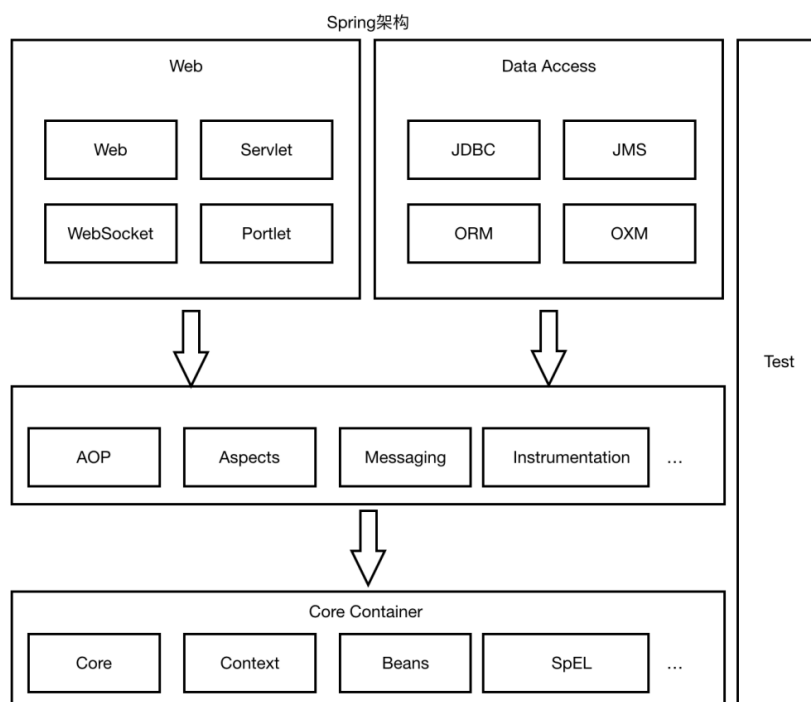 Spring架构
Web
Data Access
Web
Servlet
JDBC
JMS
WebSocket
Portlet
ORM
OXM
Test
AOP
Aspects
Messaging
Instrumentation
...
Core Container
Core
Context
Beans
SpEL
...